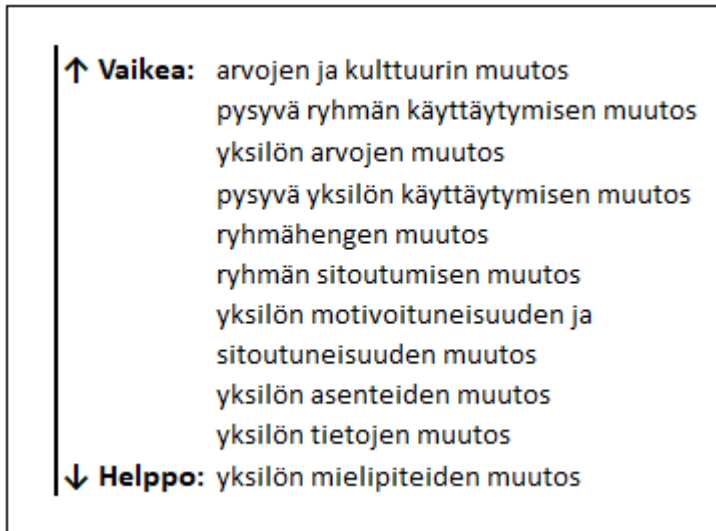 ↑ Vaikea: arvojen ja kulttuurin muutos
pysyvä ryhmän käyttäytymisen muutos
yksilön arvojen muutos
pysyvä yksilön käyttäytymisen muutos
ryhmähengen muutos
ryhmän sitoutumisen muutos
yksilön motivoituneisuuden ja
sitoutuneisuuden muutos
yksilön asenteiden muutos
yksilön tietojen muutos
↓ Helppo: yksilön mielipiteiden muutos